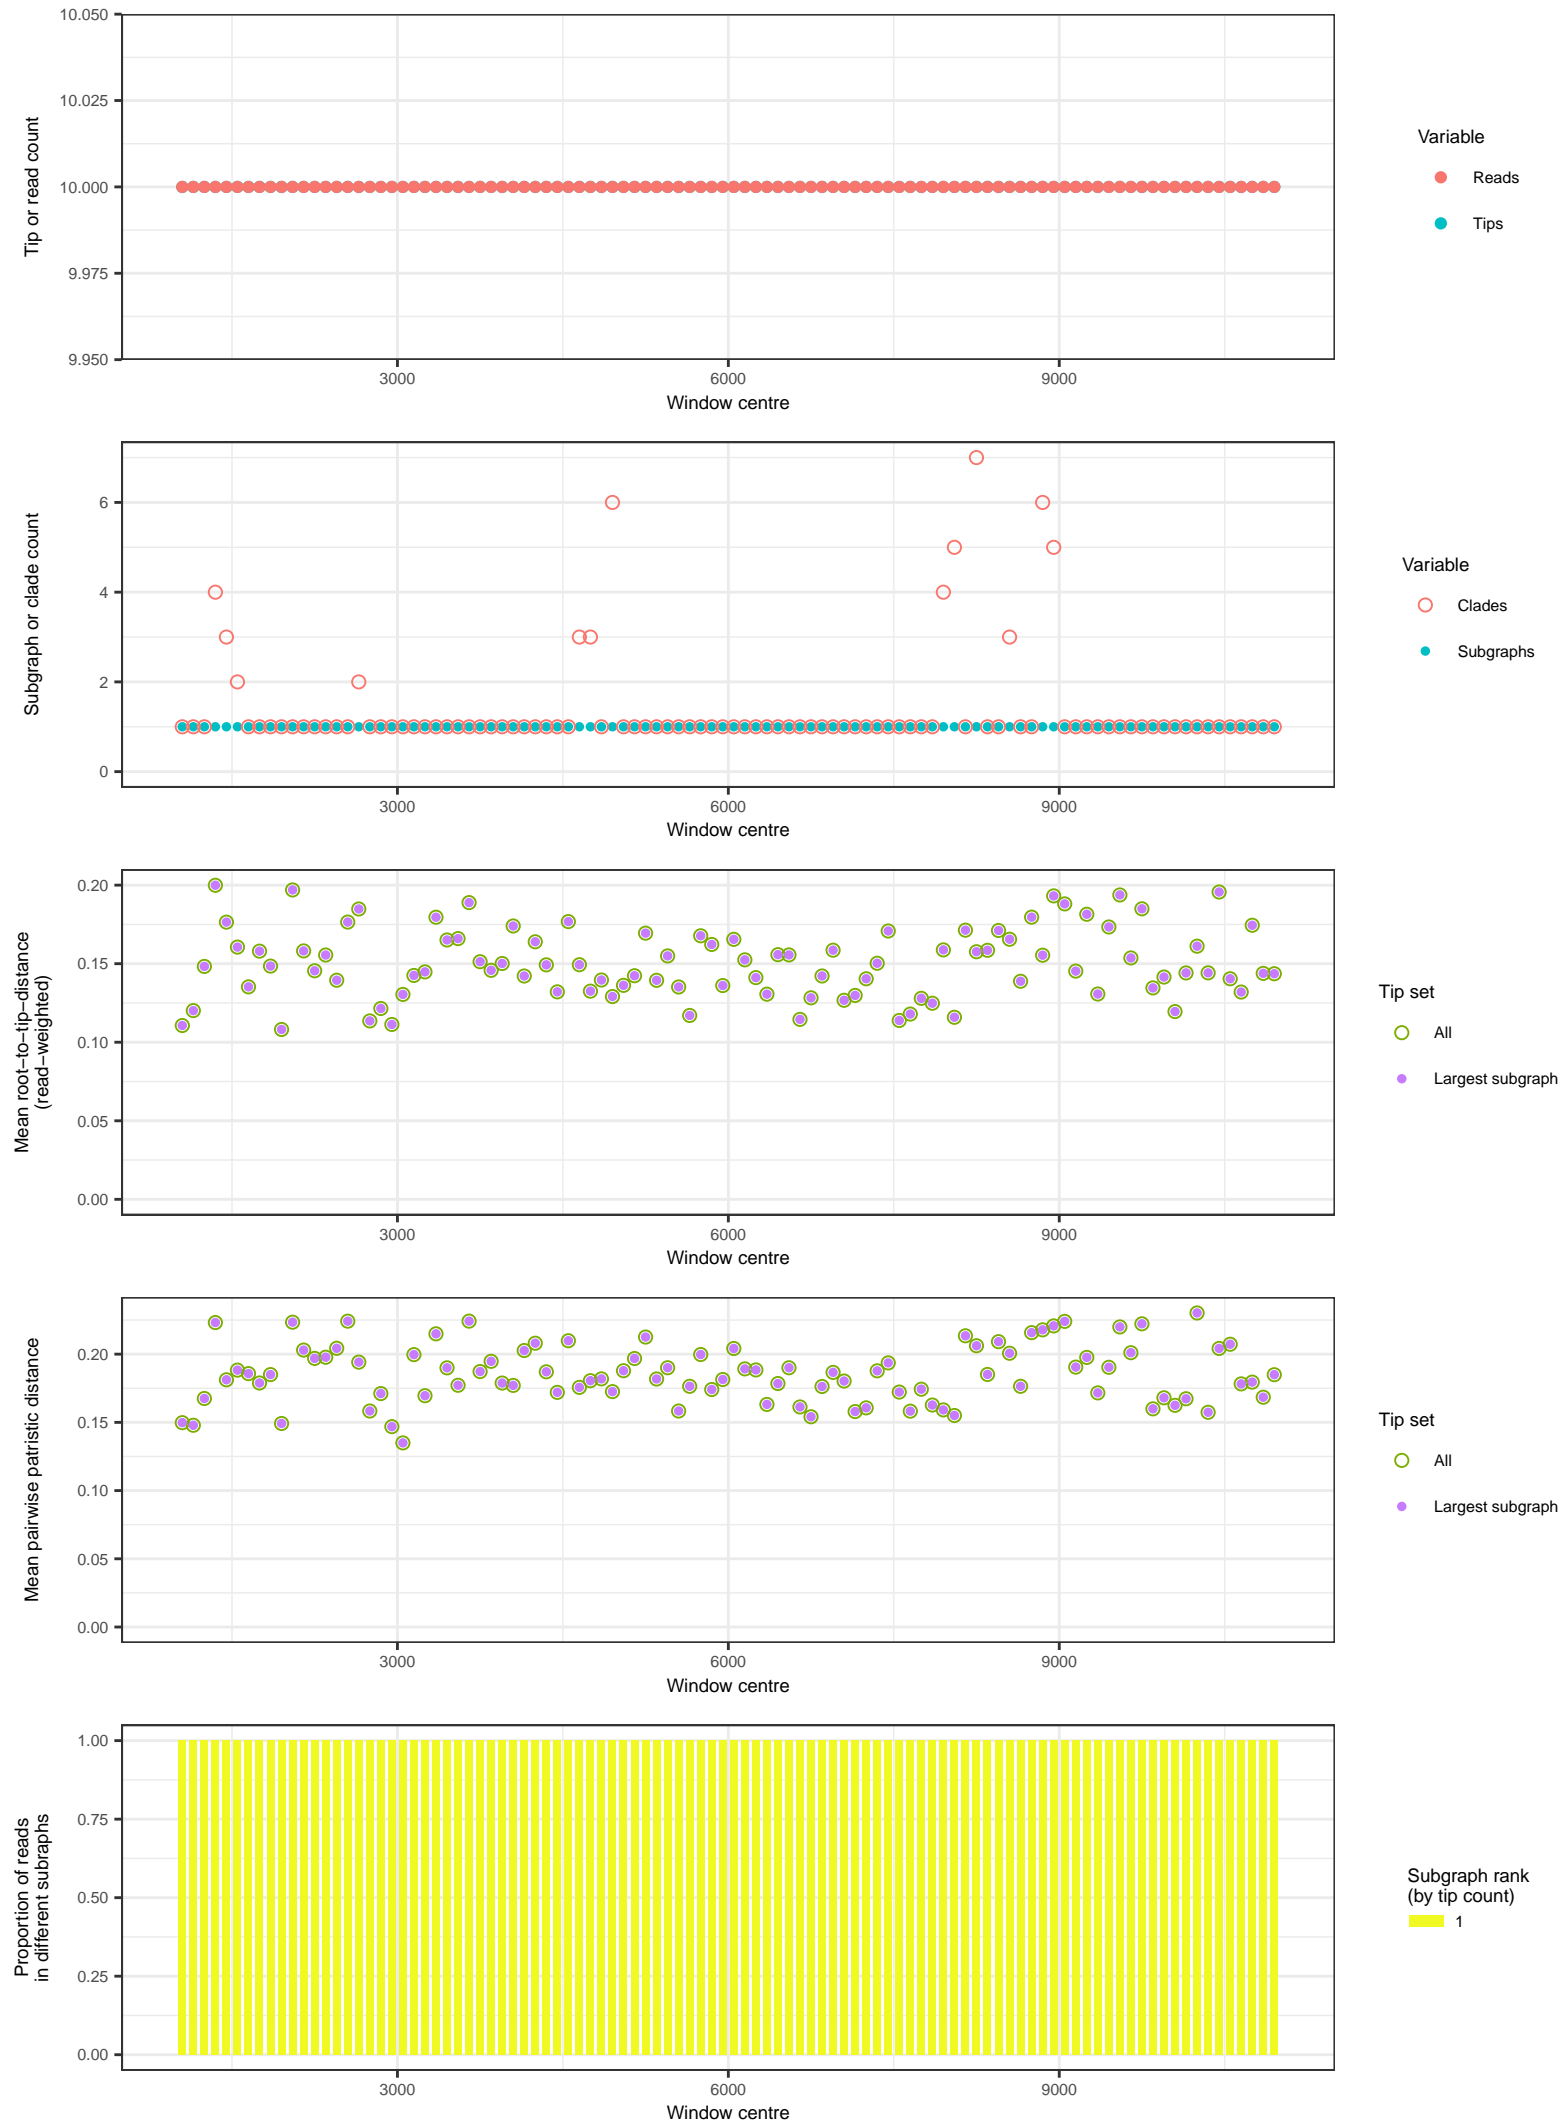 10.050
10.025
10.000
9.975
9.950
Tip or read count
3000
6000
9000
Window centre
Variable
Reads
Tips
6
4
2
0
Subgraph or clade count
3000
6000
9000
Window centre
Variable
Clades
Subgraphs
0.20
0.15
0.10
0.05
0.00
Mean root−to−tip−distance
(read−weighted)
3000
6000
9000
Window centre
Tip set
All
Largest subgraph
0.20
0.15
0.10
0.05
0.00
Mean pairwise patristic distance
3000
6000
9000
Window centre
Tip set
All
Largest subgraph
1.00
0.75
0.50
0.25
0.00
Proportion of reads
in different subraphs
3000
6000
9000
Window centre
Subgraph rank
(by tip count)
1